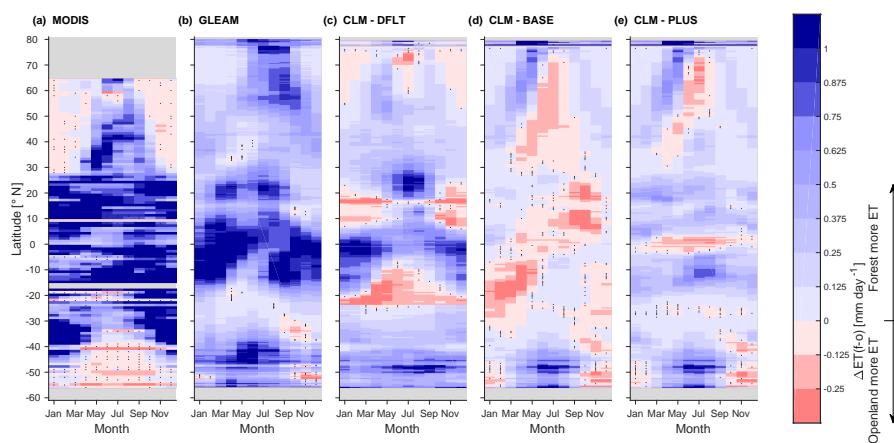 (a) MODIS
(b) GLEAM
(c) CLM - DFLT
(d) CLM - BASE
(e) CLM - PLUS
80
70
60
50
40
30
20
10
0
-10
-20
-30
-40
-50
-60
Latitude [° N]
Jan Mar May Jul Sep Nov
Jan Mar May Jul Sep Nov
Jan Mar May Jul Sep Nov
Jan Mar May Jul Sep Nov
Jan Mar May Jul Sep Nov
Month
Month
Month
Month
Month
1
0.875
0.75
0.625
0.5
0.375
0.25
0.125
0
-0.125
-0.25
ΔET(f-o) [mm day⁻¹]
Openland more ET
Forest more ET